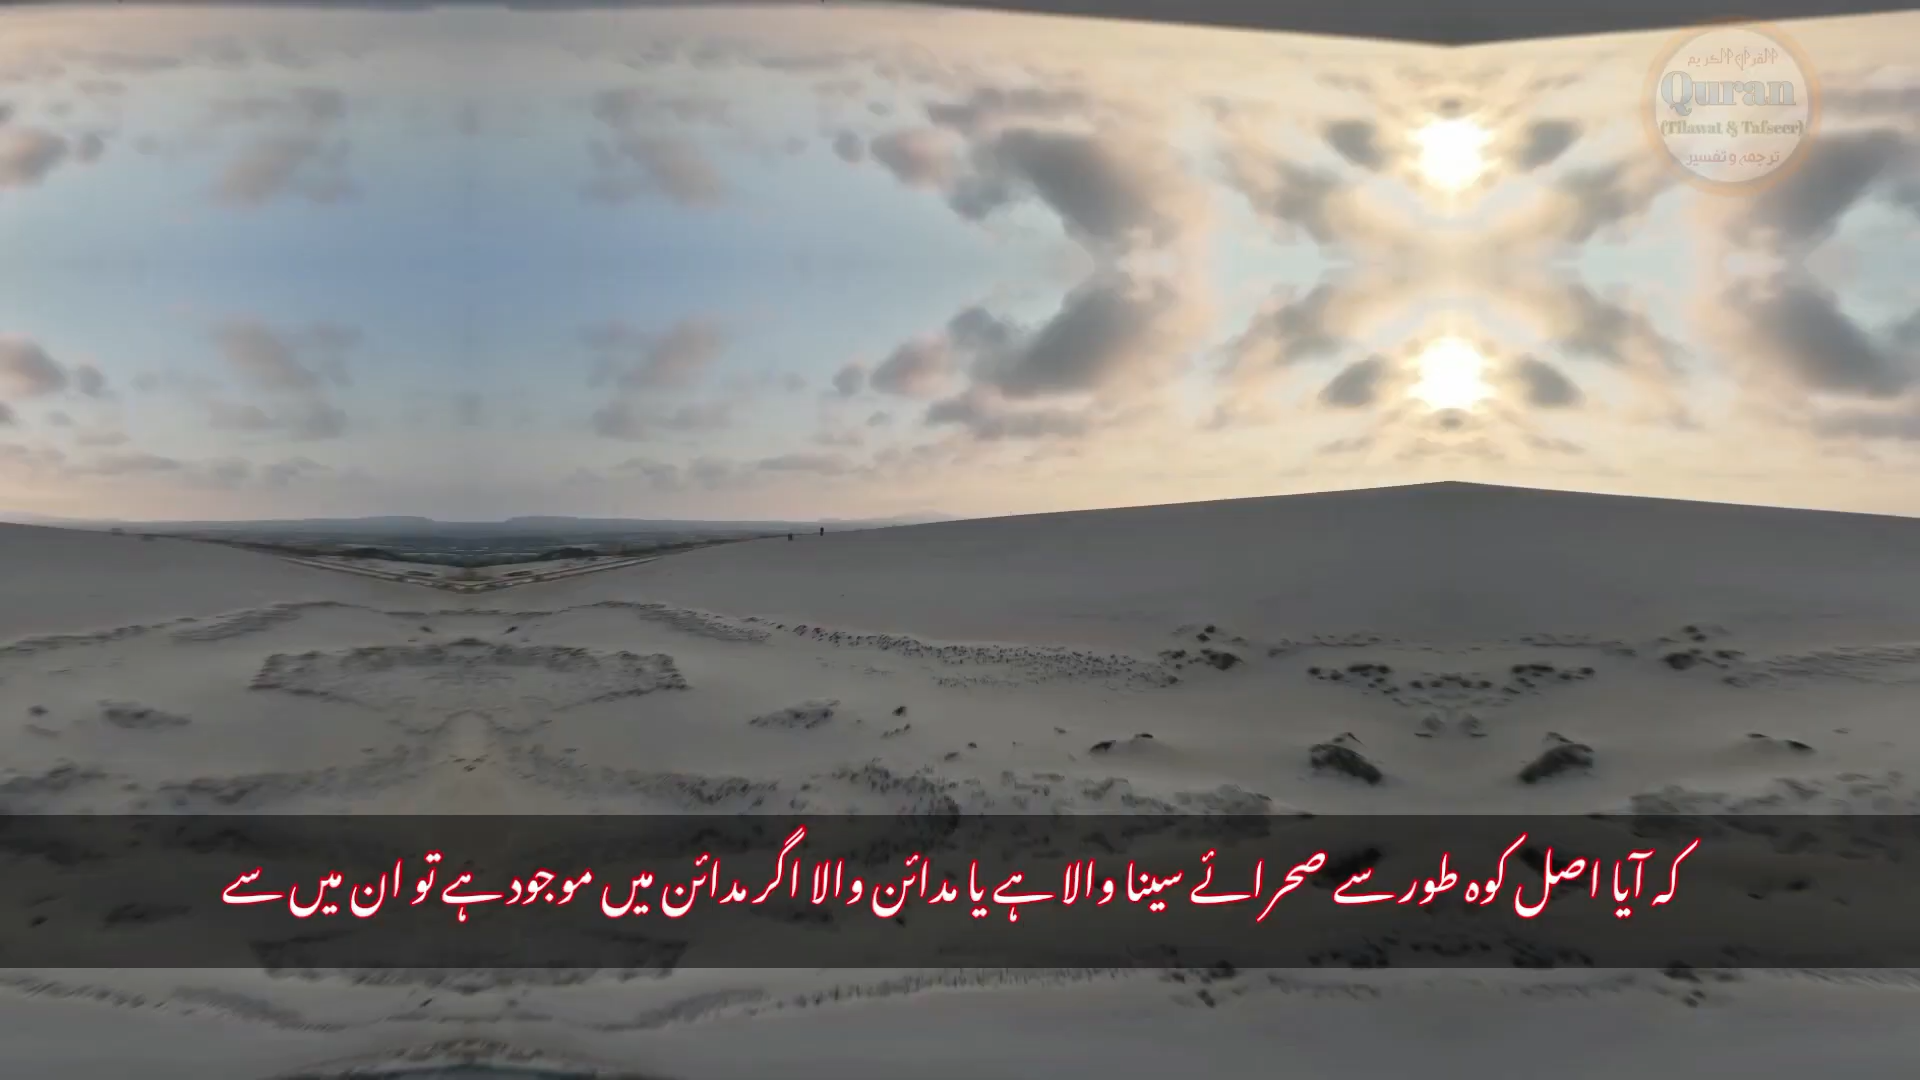 القرآن الکریم
Quran
(Tilawat & Tafseer)
ترجمہ و تفسیر
کہ آیا اصل کوہ طور سے صحرائے سینا والا ہے یا مدائن والا اگر مدائن میں موجود ہے تو ان میں سے